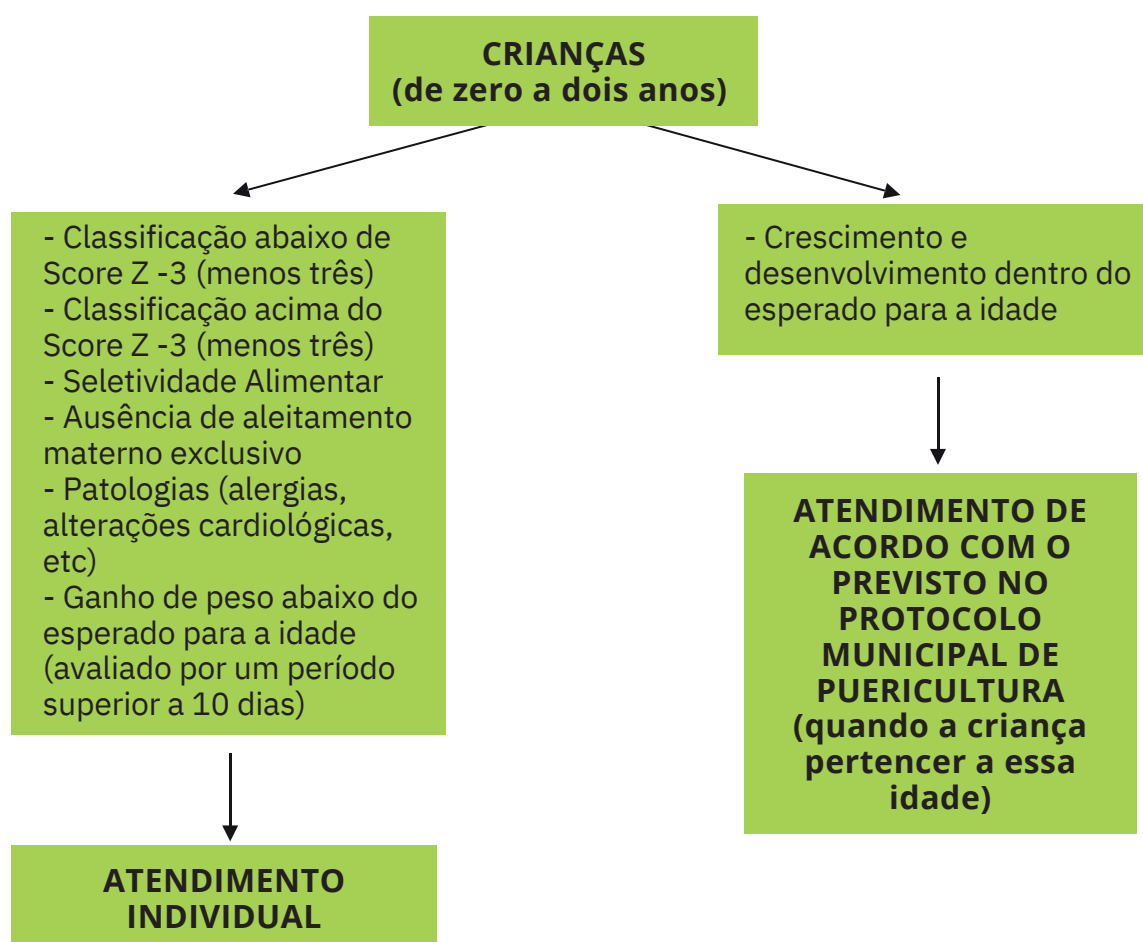 CRIANÇAS
(de zero a dois anos)
- Classificação abaixo de
Score Z -3 (menos três)
- Classificação acima do
Score Z -3 (menos três)
- Seletividade Alimentar
- Ausência de aleitamento
materno exclusivo
- Patologias (alergias,
alterações cardiológicas,
etc)
- Ganho de peso abaixo do
esperado para a idade
(avaliado por um período
superior a 10 dias)
ATENDIMENTO
INDIVIDUAL
- Crescimento e
desenvolvimento dentro do
esperado para a idade
ATENDIMENTO DE
ACORDO COM O
PREVISTO NO
PROTOCOLO
MUNICIPAL DE
PUERICULTURA
(quando a criança
pertencer a essa
idade)